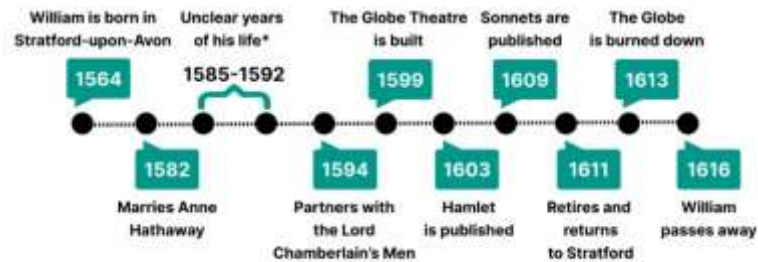 William is born in
Stratford-upon-Avon
1564
Marries Anne
Hathaway
1582
Unclear years
of his life*
1585-1592
Partners with
the Lord
Chamberlain's Men
1594
The Globe Theatre
is built
1599
Hamlet
is published
1603
Sonnets are
published
1609
Retires and
returns
to Stratford
1611
The Globe
is burned down
1613
William
passes away
1616